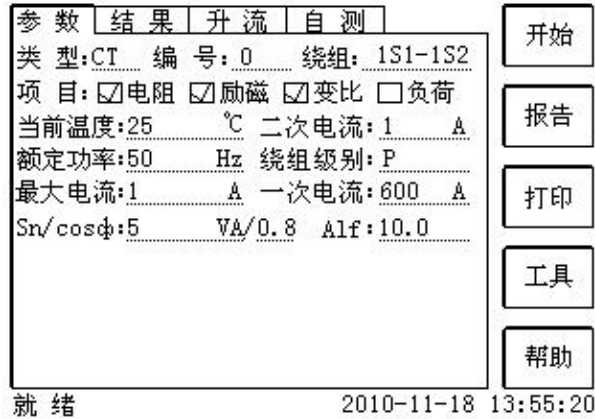 参 数 结 果 升 流 自 测
开始
类 型:CT 编 号:0 绕组: 1S1-1S2
项 目: 电阻 励磁 变比 负荷
报告
当前温度:25 ℃ 二次电流:1 A
额定功率:50 Hz 绕组级别:P
最大电流:1 A 一次电流:600 A
打印
Sn/cosφ:5 VA/0.8 Alf:10.0
工具
帮助
就 绪 2010-11-18 13:55:20